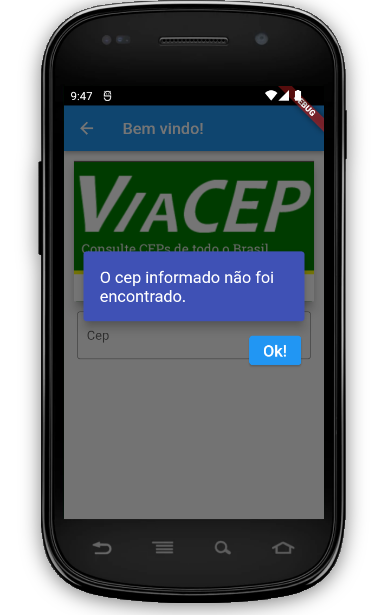 9:47
DEBUG
Bem vindo!
VIACEP
Consulte CEPs de todo o Brasil
O cep informado não foi
encontrado.
Cep
Ok!